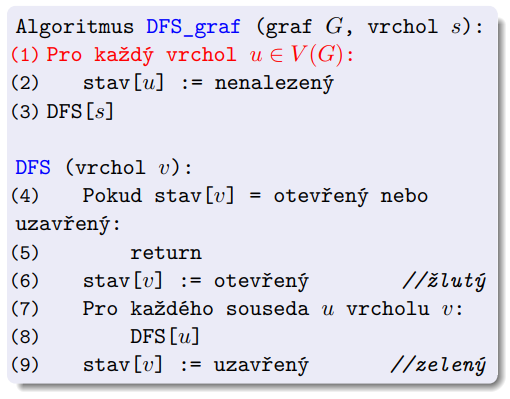 Algoritmus DFS_graf (graf G, vrchol s):
(1) Pro každý vrchol u ∈ V(G):
(2) stav[u] := nenalezený
(3) DFS[s]
DFS (vrchol v):
(4) Pokud stav[v] = otevřený nebo
uzavřený:
(5) return
(6) stav[v] := otevřený //žlutý
(7) Pro každého souseda u vrcholu v:
(8) DFS[u]
(9) stav[v] := uzavřený //zelený